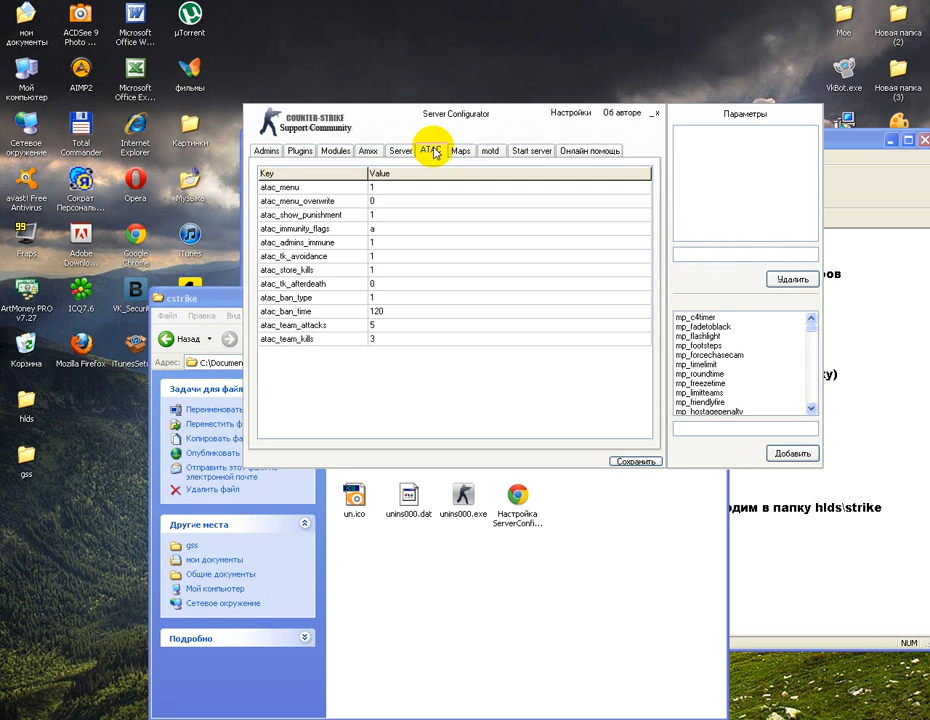 мои
документы
ACDSee 9
Photo ...
Microsoft
Office W...
µTorrent
Мой
компьютер
AIMP2
Microsoft
Office Ex...
фильмы
Сетевое
окружение
Total
Commander
Internet
Explorer
Картинки
avast! Free
Antivirus
Сократ
Персональ...
Opera
Музыка
99
Fraps
Adobe
Downlo...
Google
Chrome
iTunes
ArtMoney PRO
v7.27
ICQ7.6
VK_Securi
Корзина
Mozilla Firefox
iTunesSetu
hlds
gss
Мое
Новая папка
(2)
VkBot.exe
Новая папка
(3)
COUNTER-STRIKE
Support Community
Server Configurator
Настройки
Об авторе
_ x
Admins
Plugins
Modules
Amxx
Server
ATAC
Maps
motd
Start server
Онлайн помощь
Key Value
atac_menu 1
atac_menu_overwrite 0
atac_show_punishment 1
atac_immunity_flags a
atac_admins_immune 1
atac_tk_avoidance 1
atac_store_kills 1
atac_tk_afterdeath 0
atac_ban_type 1
atac_ban_time 120
atac_team_attacks 5
atac_team_kills 3
Сохранить
Параметры
Удалить
mp_c4timer
mp_fadetoblack
mp_flashlight
mp_footsteps
mp_forcechasecam
mp_timelimit
mp_roundtime
mp_freezetime
mp_limitteams
mp_friendlyfire
mp_hostagepenalty
Добавить
ов
ку)
одим в папку hlds\strike
NUM
cstrike
Файл Правка Вид
Назад
Адрес: C:\Documen
Задачи для файл
Переименовать
Переместить ф
Копировать фа
Опубликовать
Отправить этот файл по
электронной почте
Удалить файл
Другие места
gss
мои документы
Общие документы
Мой компьютер
Сетевое окружение
Подробно
un.ico
unins000.dat
unins000.exe
Настройка
ServerConfi...